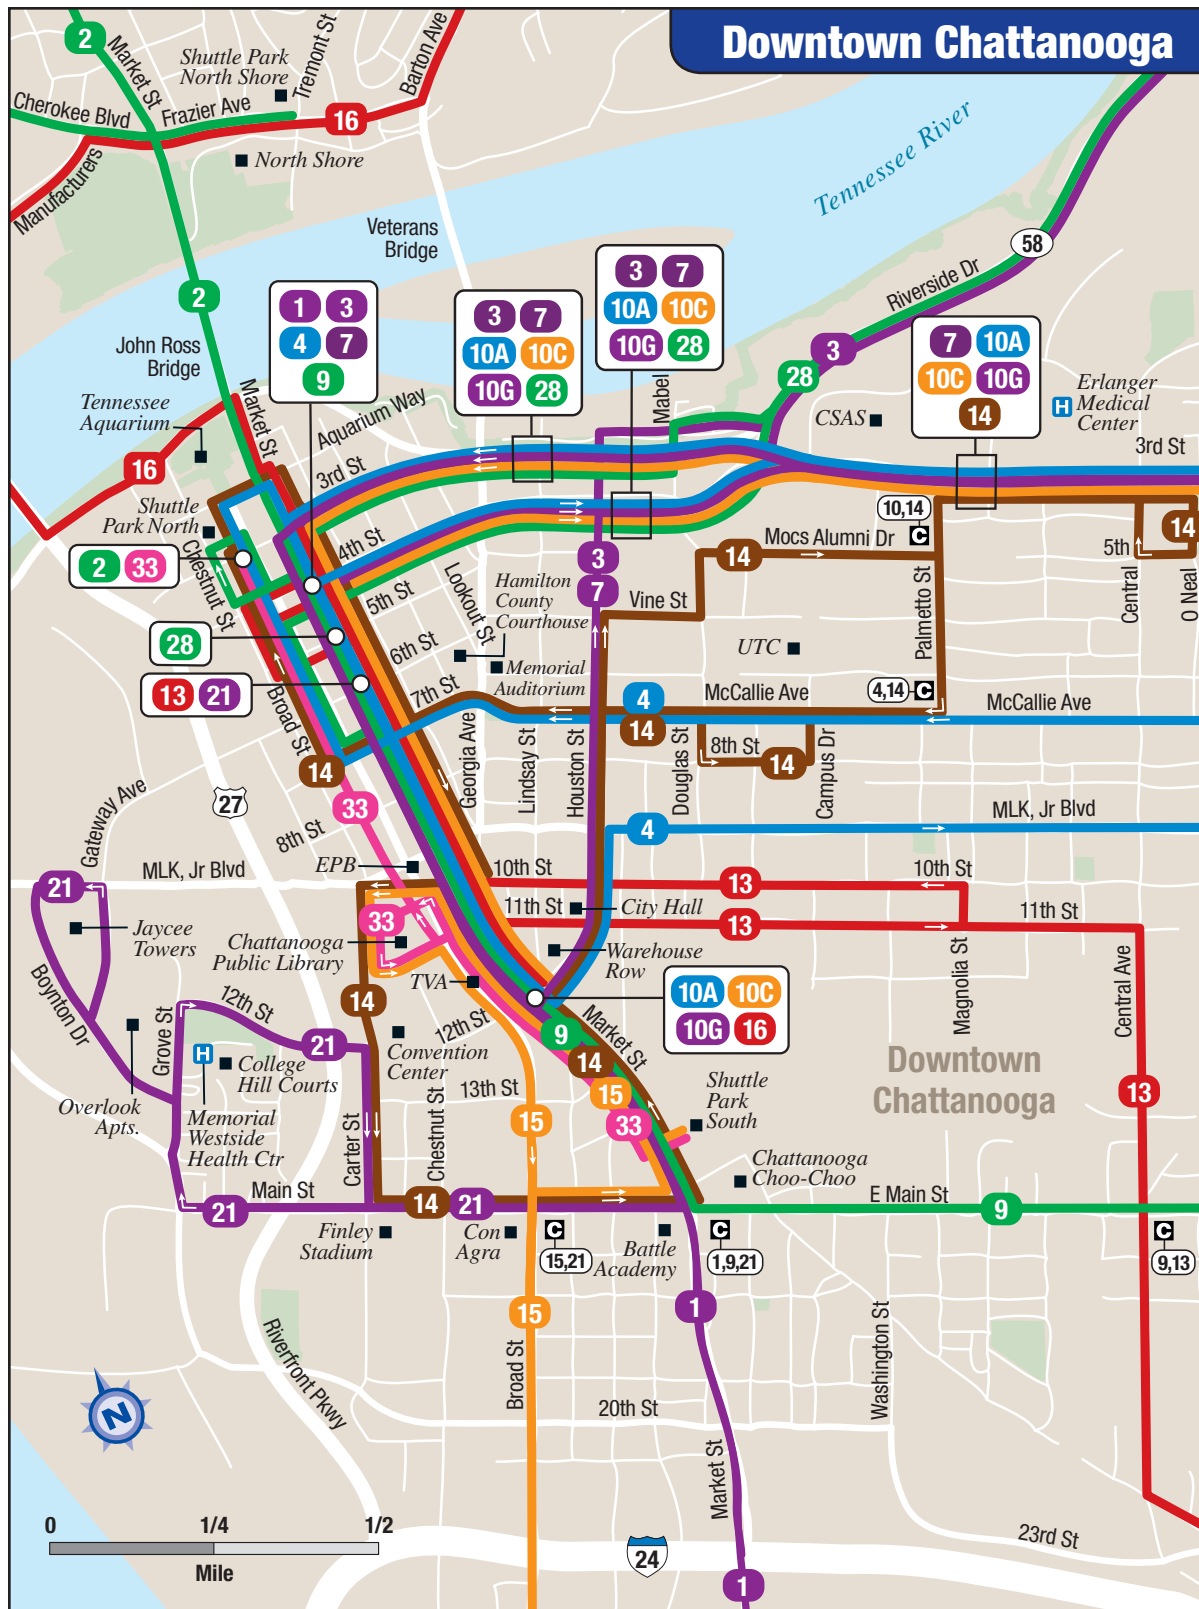 Downtown Chattanooga
2
Market St
Shuttle Park
North Shore
Tremont St
Barton Ave
Cherokee Blvd
Frazier Ave
16
North Shore
Manufacturers
Tennessee River
Veterans
Bridge
58
Riverside Dr
2
1 3
4 7
9
3 7
10A 10C
10G 28
3 7
10A 10C
10G 28
7 10A
10C 10G
14
John Ross
Bridge
3
28
Mabel
CSAS
H
Erlanger
Medical
Center
Tennessee
Aquarium
Market St
Aquarium Way
3rd St
3rd St
16
Shuttle
Park North
4th St
10,14
C
Mocs Alumni Dr
14
14
5th
2 33
Chestnut St
5th St
Lookout St
Hamilton
County
Courthouse
3
7
Vine St
Palmetto St
Central
O Neal
28
6th St
UTC
13 21
Memorial
Auditorium
7th St
4
14
McCallie Ave
4,14
C
McCallie Ave
Broad St
14
Georgia Ave
Lindsay St
Houston St
Douglas St
8th St
14
Campus Dr
27
33
Gateway Ave
8th St
4
MLK, Jr Blvd
EPB
MLK, Jr Blvd
21
10th St
13
10th St
33
11th St
City Hall
13
11th St
Jaycee
Towers
Chattanooga
Public Library
Warehouse
Row
TVA
Boynton Dr
14
10A 10C
10G 16
Magnolia St
Central Ave
12th St
12th St
Grove St
21
9
Market St
14
H
College
Hill Courts
Convention
Center
Downtown
Chattanooga
13th St
Shuttle
Park
South
15
13
Overlook
Apts.
Memorial
Westside
Health Ctr
Carter St
Chestnut St
15
33
Chattanooga
Choo-Choo
Main St
21
14
21
E Main St
9
Finley
Stadium
Con
Agra
C
15,21
Battle
Academy
C
1,9,21
C
9,13
15
1
Riverfront Pkwy
Broad St
Washington St
N
20th St
Market St
0 1/4 1/2
Mile
24
23rd St
1